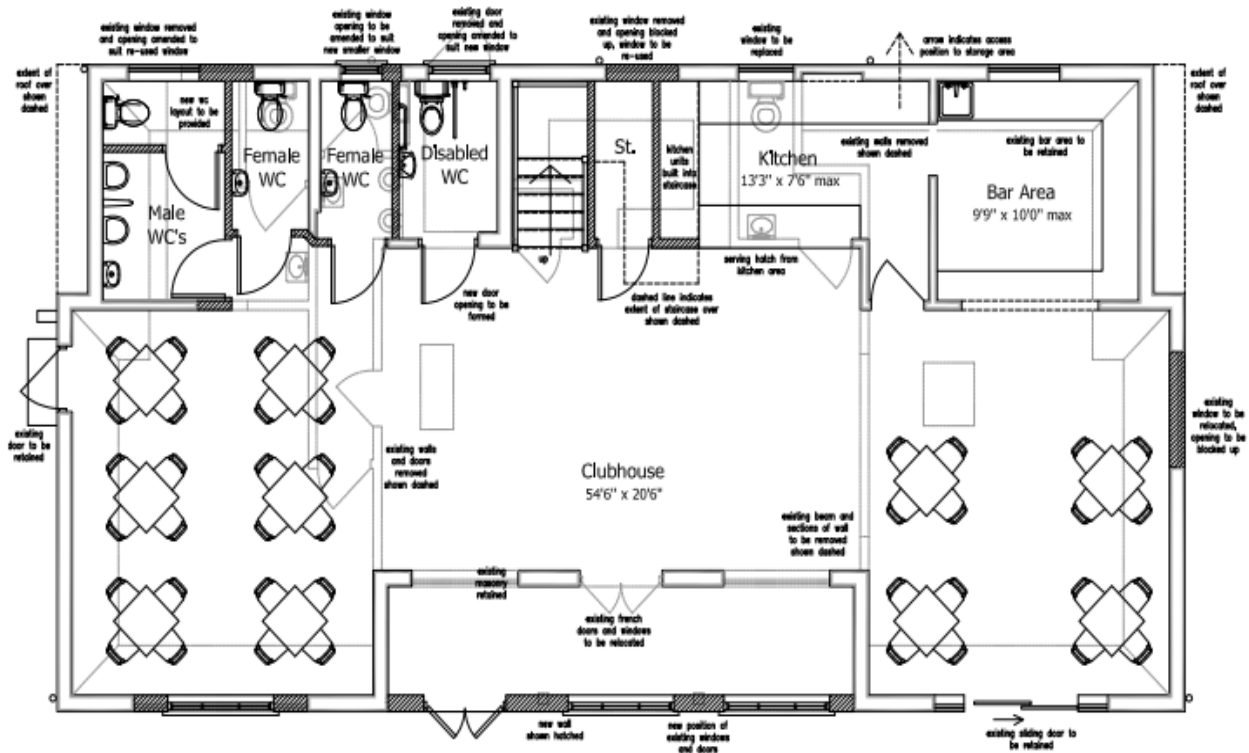 existing window removed
and opening amended to
suit re-used window
existing window
opening to be
amended to suit
new smaller window
existing door
removed and
opening amended to
suit new window
existing window
removed and
opening blocked
up, window to be
re-used
existing
window to be
replaced
arrow indicates access
position to storage area
extent of
roof over
shown
dashed
extent of
roof over
shown
dashed
new wc
layout to be
provided
Female
WC
Female
WC
Disabled
WC
St.
kitchen
units
built into
staircase
Kitchen
13'3" x 7'6" max
existing walls removed
shown dashed
existing bar area to
be retained
Bar Area
9'9" x 10'0" max
Male
WC's
up
serving hatch from
kitchen area
new door
opening to be
formed
dashed line indicates
extent of staircase over
shown dashed
existing
door to be
retained
existing walls
and doors
removed
shown dashed
Clubhouse
54'6" x 20'6"
existing
window to be
relocated,
opening to be
blocked up
existing beam and
sections of wall
to be removed
shown dashed
existing
masonry
retained
existing french
doors and windows
to be relocated
new wall
shown hatched
new position of
existing windows
and doors
existing sliding door to
be retained